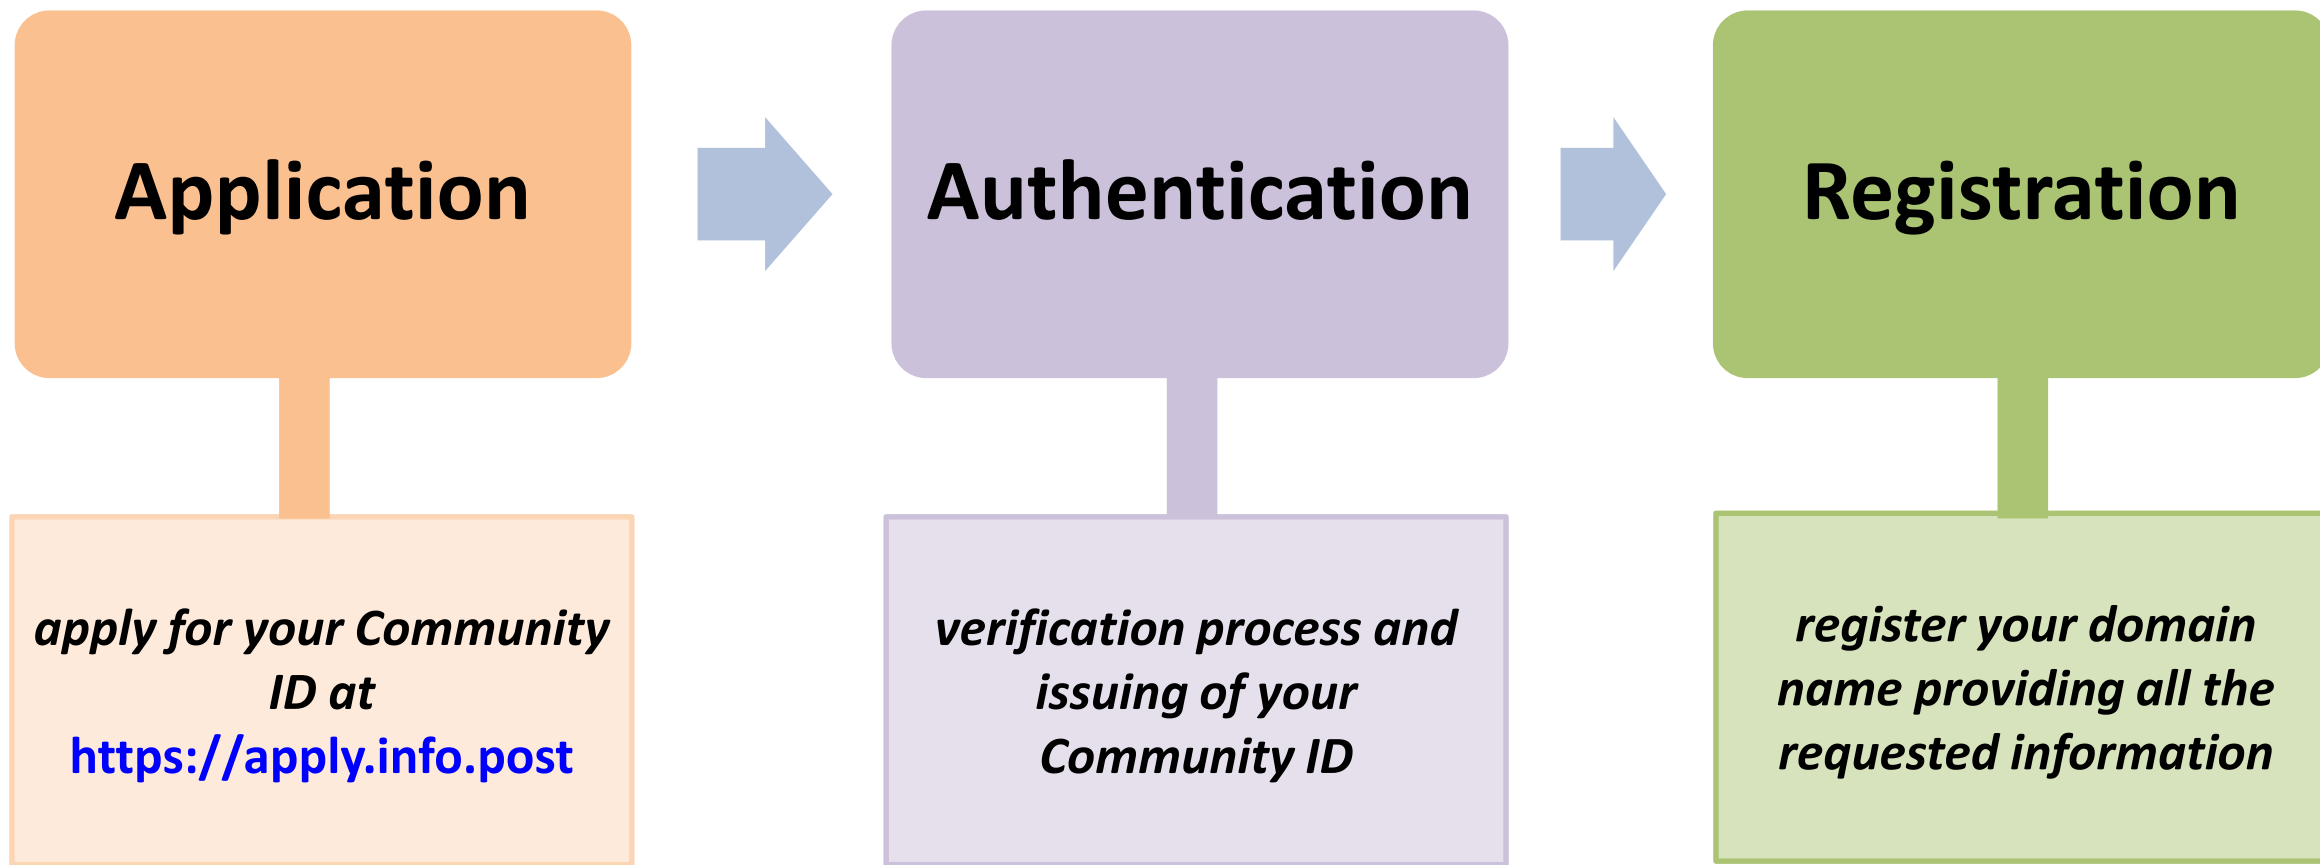 Application
Authentication
Registration
apply for your Community
ID at
https://apply.info.post
verification process and
issuing of your
Community ID
register your domain
name providing all the
requested information